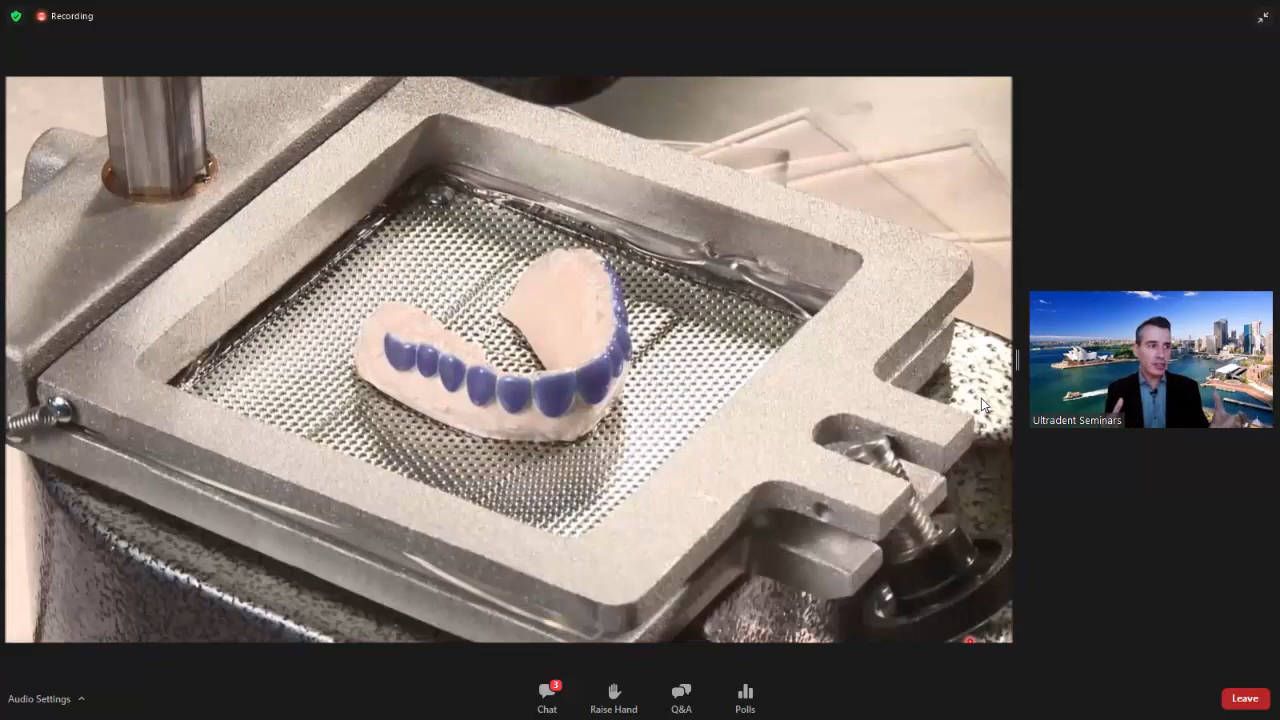 Recording
Ultradent Seminars
Audio Settings
Chat
3
Raise Hand
Q&A
Polls
Leave